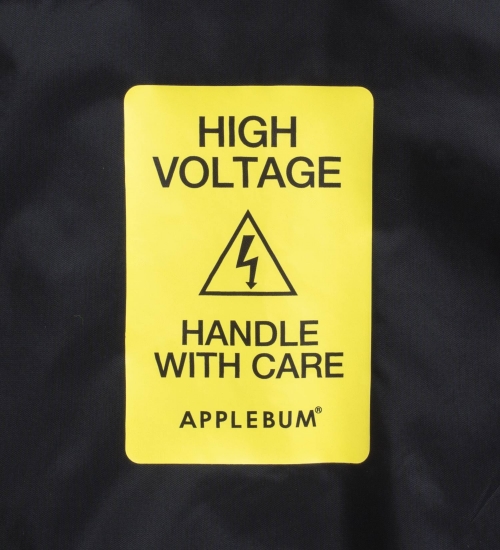 HIGH
VOLTAGE
HANDLE
WITH CARE
APPLEBUM®